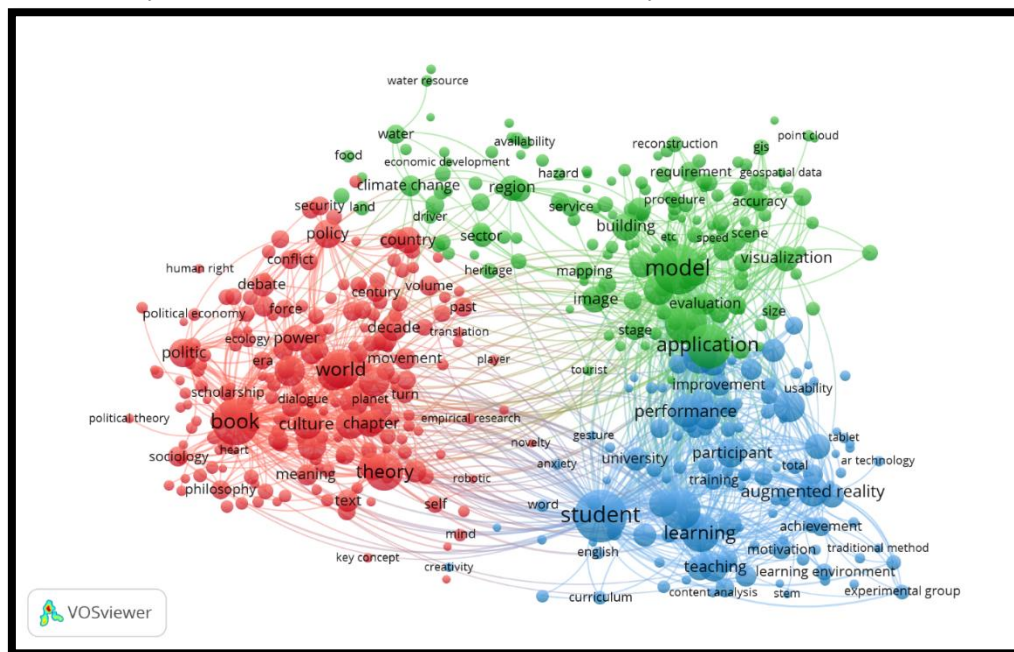 water resource
water
availability
reconstruction
point cloud
gis
food
economic development
hazard
requirement
geospatial data
climate change
region
procedure
accuracy
security
land
service
driver
building
etc
speed
scene
policy
country
sector
conflict
visualization
human right
heritage
mapping
model
debate
century
volume
political economy
force
past
image
evaluation
size
ecology
power
decade
translation
stage
application
politic
era
world
movement
player
tourist
improvement
usability
scholarship
dialogue
planet
turn
political theory
book
culture
chapter
empirical research
performance
heart
novelty
gesture
tablet
sociology
meaning
theory
anxiety
university
participant
total
ar technology
philosophy
robotic
training
augmented reality
text
self
word
student
achievement
mind
english
learning
motivation
traditional method
key concept
creativity
teaching
learning environment
curriculum
content analysis
stem
experimental group
VOSviewer